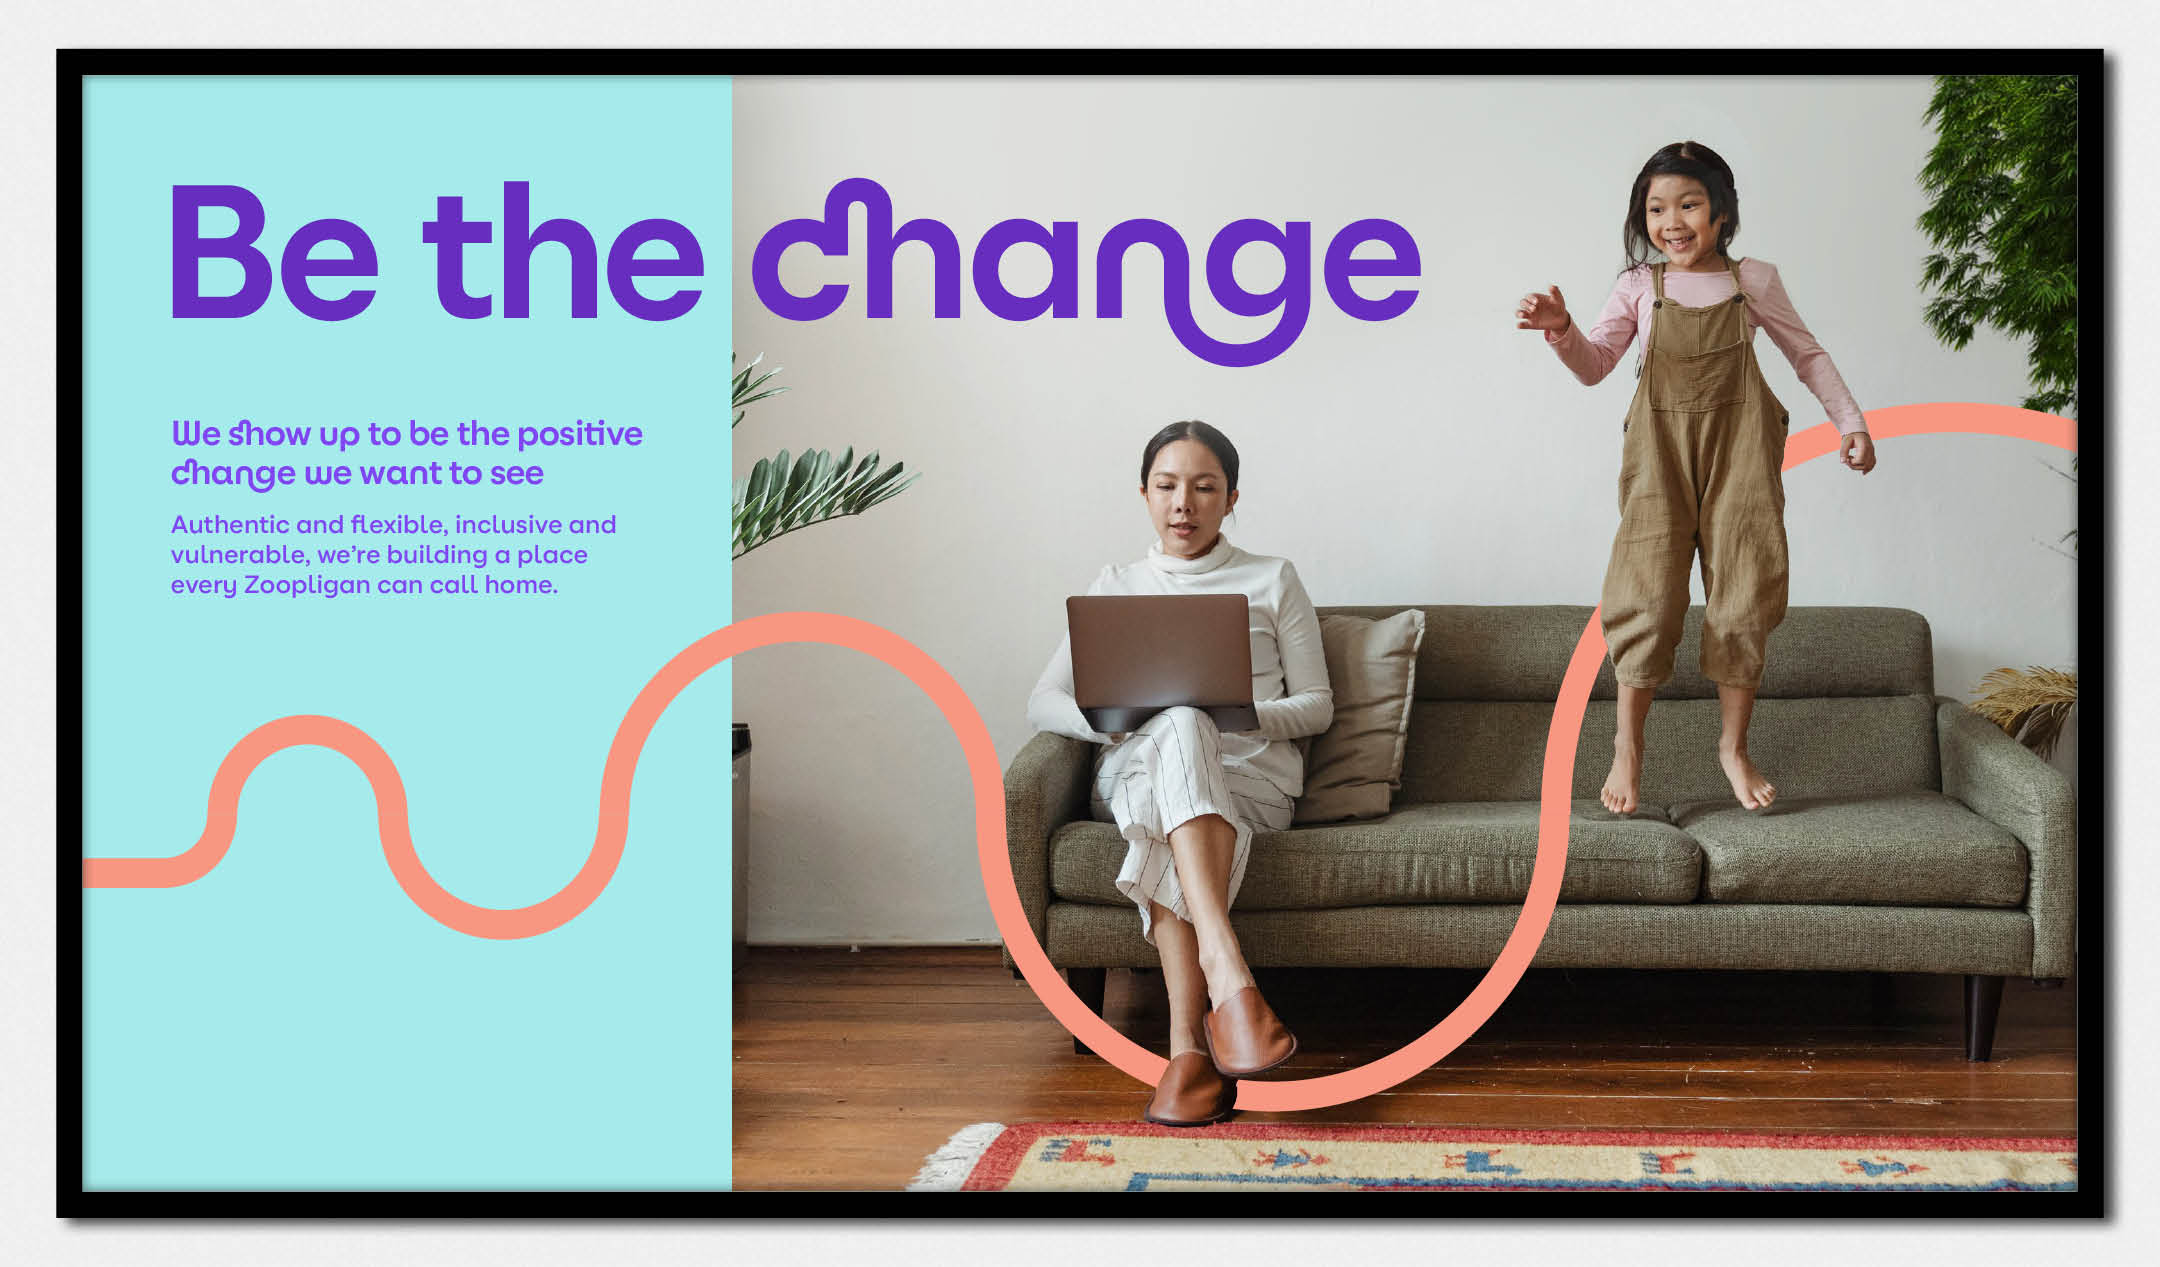 Be the change
We show up to be the positive
change we want to see
Authentic and flexible, inclusive and
vulnerable, we’re building a place
every Zoopligan can call home.